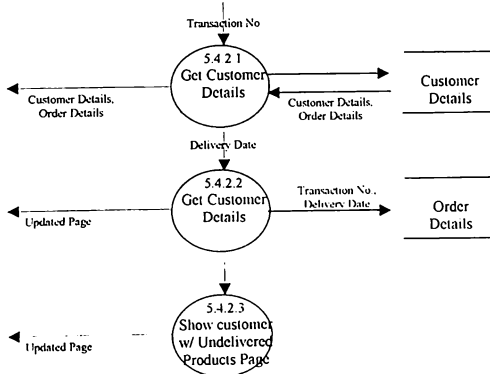 Transaction No
5.4.2.1
Get Customer
Details
Customer Details,
Order Details
Customer Details,
Order Details
Customer
Details
Delivery Date
5.4.2.2
Get Customer
Details
Transaction No.,
Delivery Date
Updated Page
Order
Details
5.4.2.3
Show customer
w/ Undelivered
Products Page
Updated Page